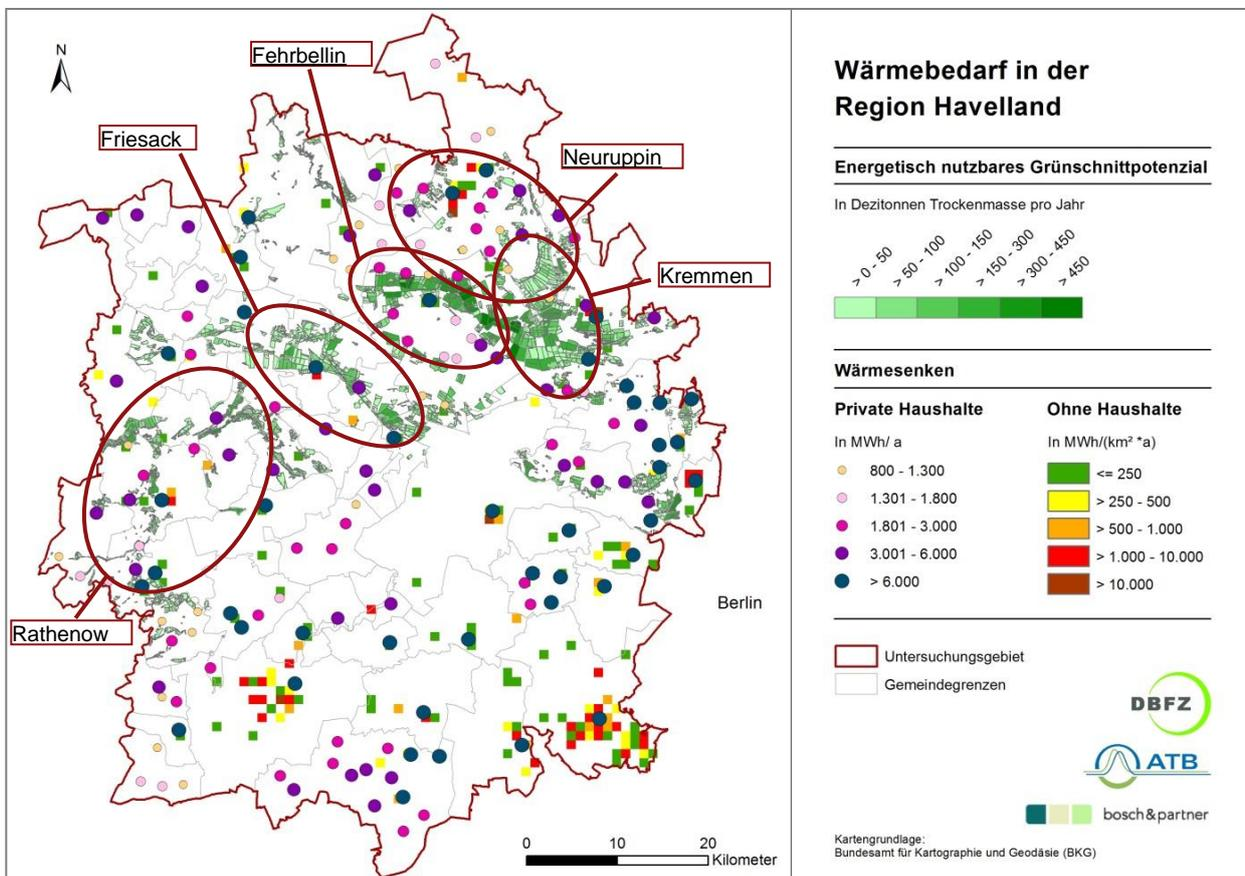 N
Fehrbellin
Friesack
Neuruppin
Kremmen
Rathenow
Berlin
0 10 20
Kilometer
Wärmebedarf in der
Region Havelland
Energetisch nutzbares Grünschnittpotenzial
In Dezitonnen Trockenmasse pro Jahr
> 0 - 50
> 50 - 100
> 100 - 150
> 150 - 300
> 300 - 450
> 450
Wärmesenken
Private Haushalte
In MWh/ a
800 - 1.300
1.301 - 1.800
1.801 - 3.000
3.001 - 6.000
> 6.000
Ohne Haushalte
In MWh/(km² *a)
<= 250
> 250 - 500
> 500 - 1.000
> 1.000 - 10.000
> 10.000
Untersuchungsgebiet
Gemeindegrenzen
DBFZ
ATB
bosch&partner
Kartengrundlage:
Bundesamt für Kartographie und Geodäsie (BKG)